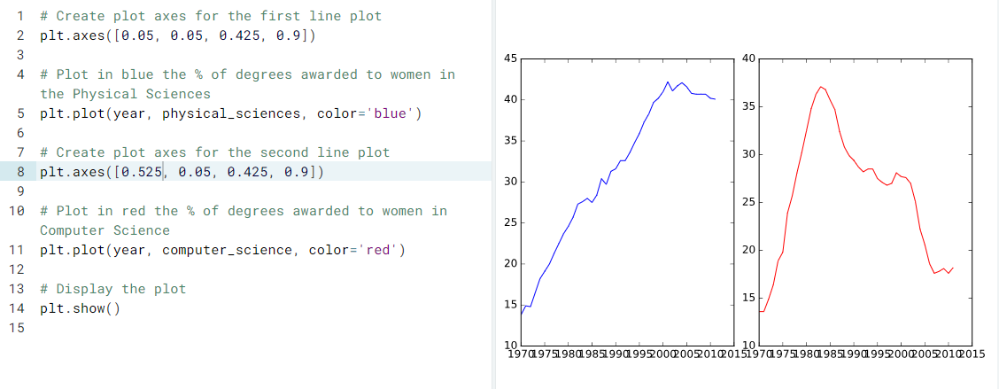 1 # Create plot axes for the first line plot
2 plt.axes([0.05, 0.05, 0.425, 0.9])
3
4 # Plot in blue the % of degrees awarded to women in
the Physical Sciences
5 plt.plot(year, physical_sciences, color='blue')
6
7 # Create plot axes for the second line plot
8 plt.axes([0.525, 0.05, 0.425, 0.9])
9
10 # Plot in red the % of degrees awarded to women in
Computer Science
11 plt.plot(year, computer_science, color='red')
12
13 # Display the plot
14 plt.show()
15
45
40
35
30
25
20
15
10
1970 1975 1980 1985 1990 1995 2000 2005 2010 2015
40
35
30
25
20
15
10
1970 1975 1980 1985 1990 1995 2000 2005 2010 2015